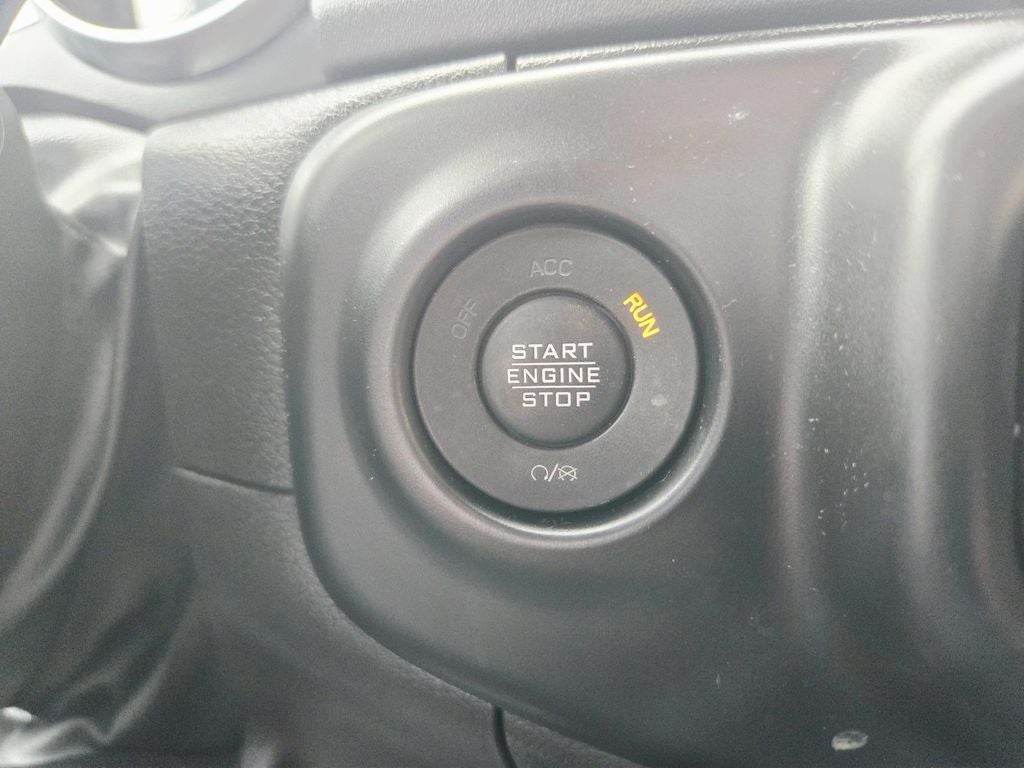 ACC
OFF
RUN
START
ENGINE
STOP